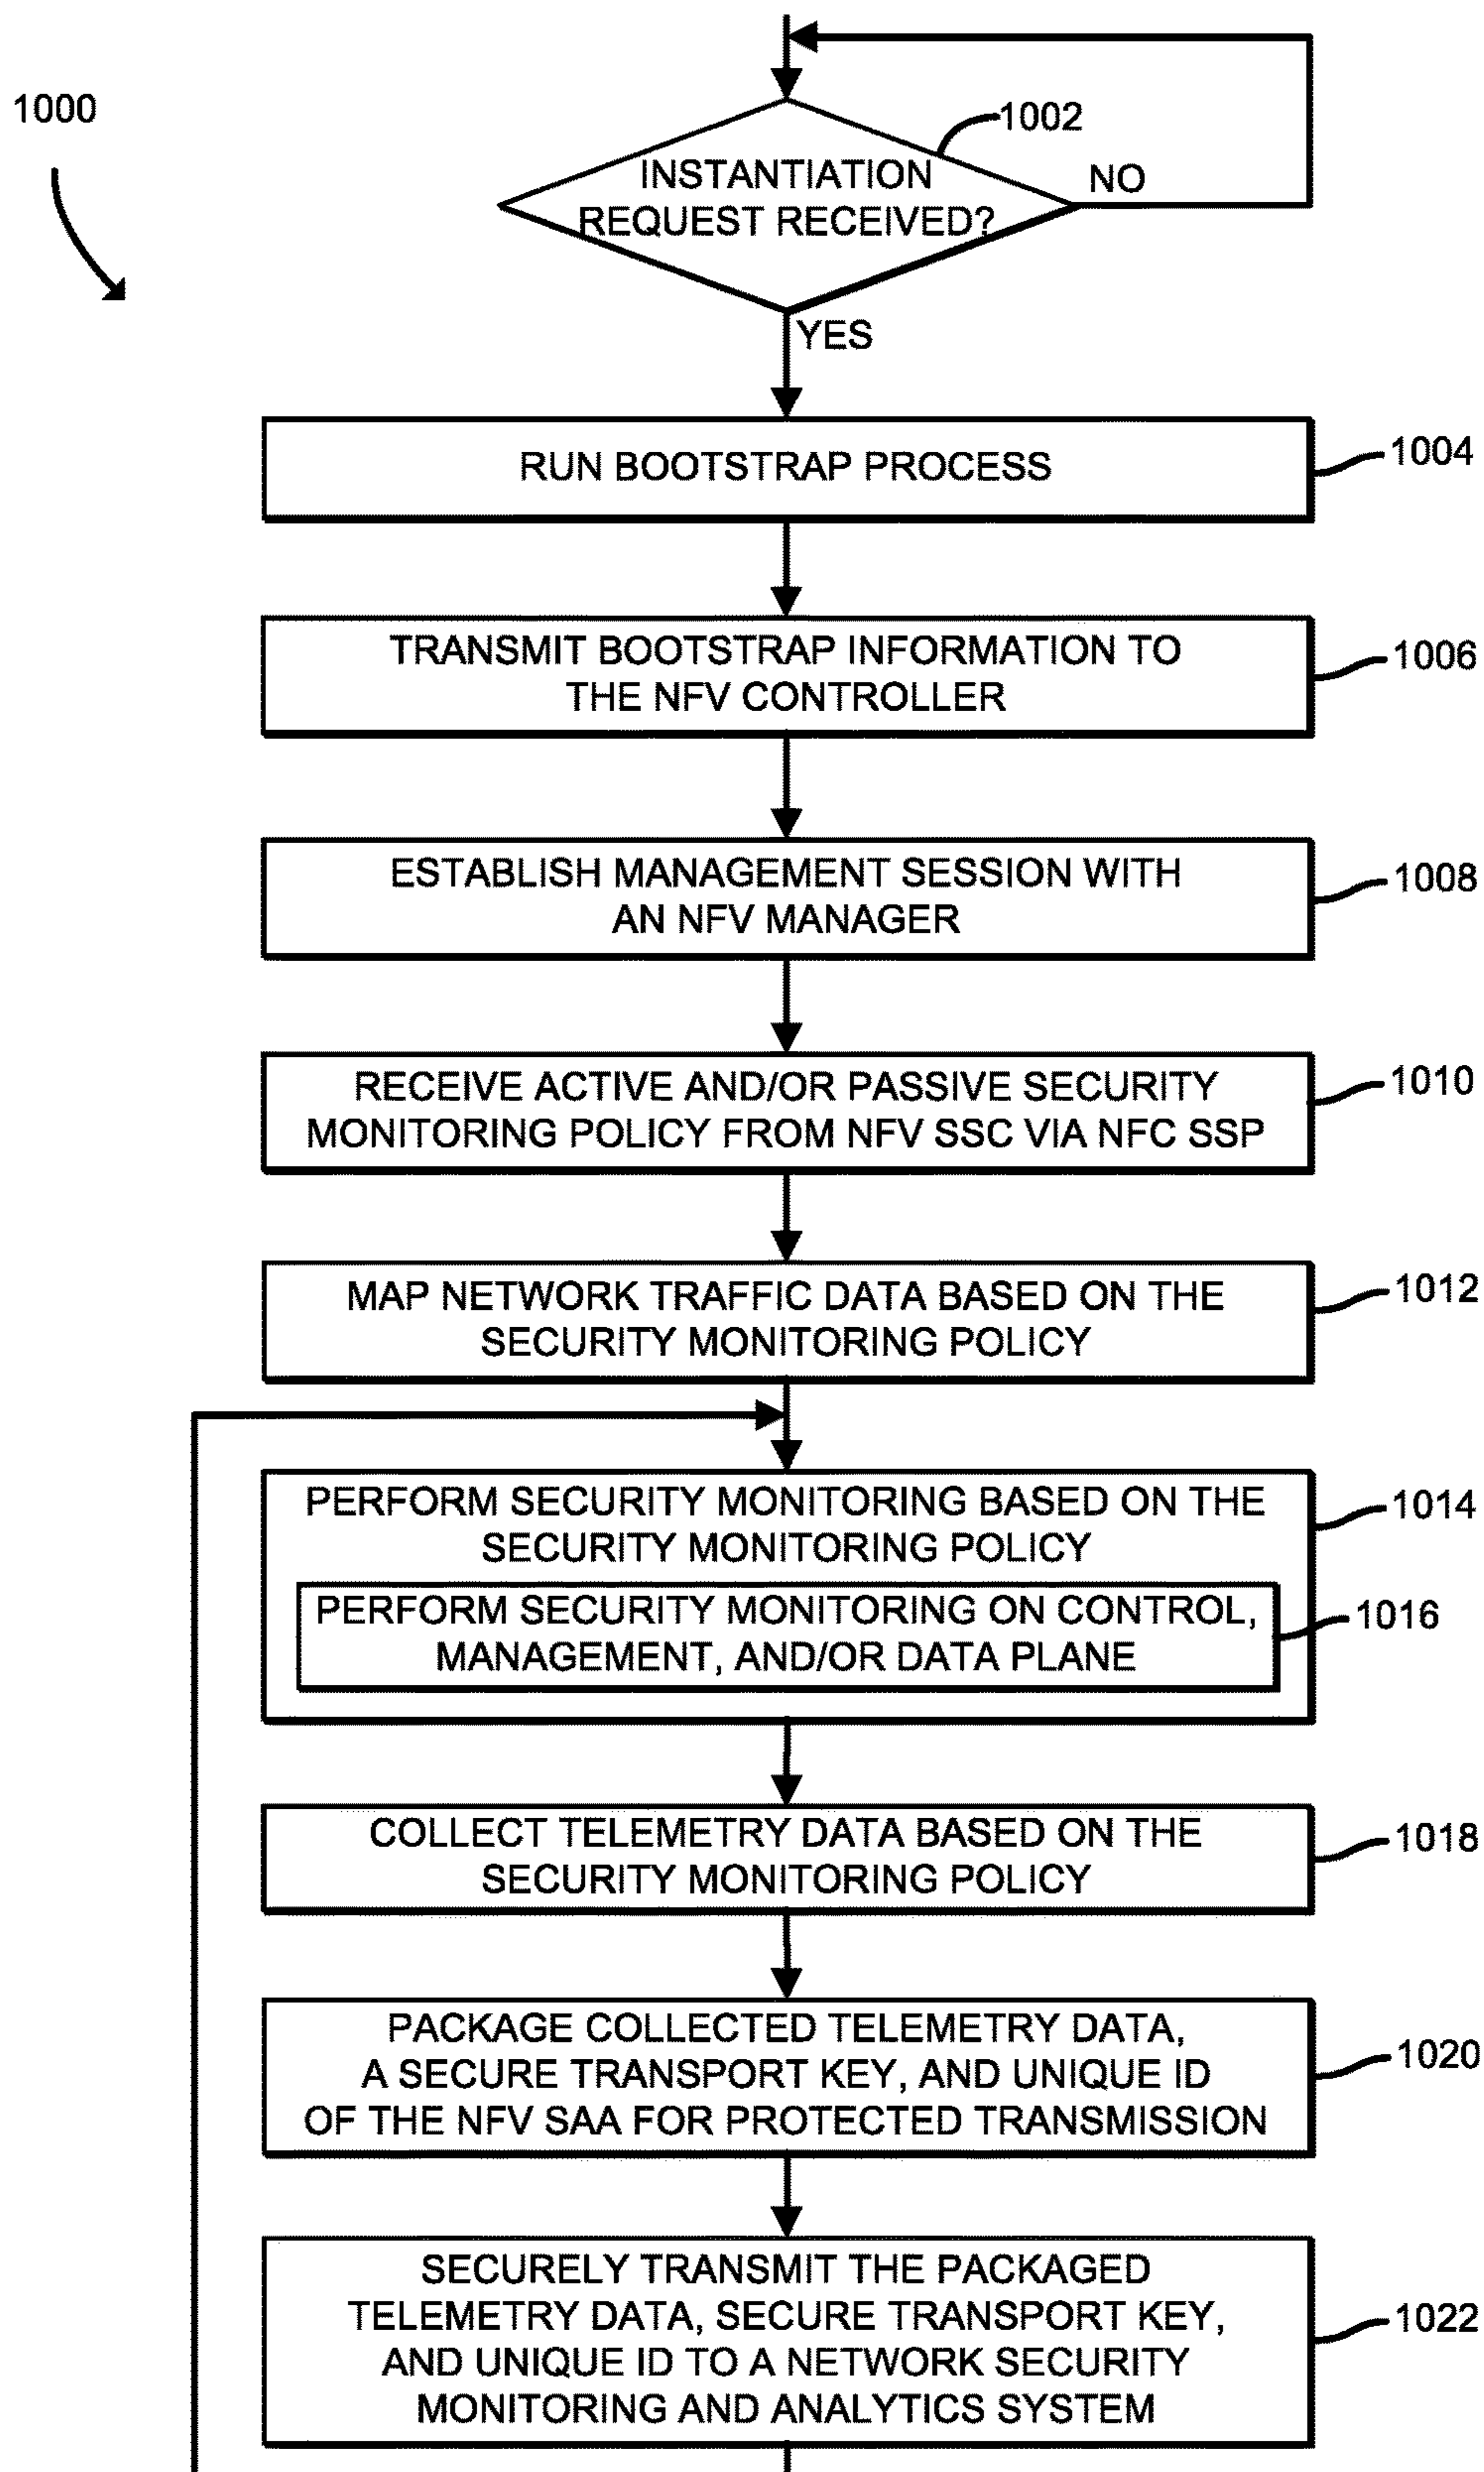 1000
1002
INSTANTIATION
REQUEST RECEIVED?
NO
YES
RUN BOOTSTRAP PROCESS
1004
TRANSMIT BOOTSTRAP INFORMATION TO
THE NFV CONTROLLER
1006
ESTABLISH MANAGEMENT SESSION WITH
AN NFV MANAGER
1008
RECEIVE ACTIVE AND/OR PASSIVE SECURITY
MONITORING POLICY FROM NFV SSC VIA NFC SSP
1010
MAP NETWORK TRAFFIC DATA BASED ON THE
SECURITY MONITORING POLICY
1012
PERFORM SECURITY MONITORING BASED ON THE
SECURITY MONITORING POLICY
1014
PERFORM SECURITY MONITORING ON CONTROL,
MANAGEMENT, AND/OR DATA PLANE
1016
COLLECT TELEMETRY DATA BASED ON THE
SECURITY MONITORING POLICY
1018
PACKAGE COLLECTED TELEMETRY DATA,
A SECURE TRANSPORT KEY, AND UNIQUE ID
OF THE NFV SAA FOR PROTECTED TRANSMISSION
1020
SECURELY TRANSMIT THE PACKAGED
TELEMETRY DATA, SECURE TRANSPORT KEY,
AND UNIQUE ID TO A NETWORK SECURITY
MONITORING AND ANALYTICS SYSTEM
1022